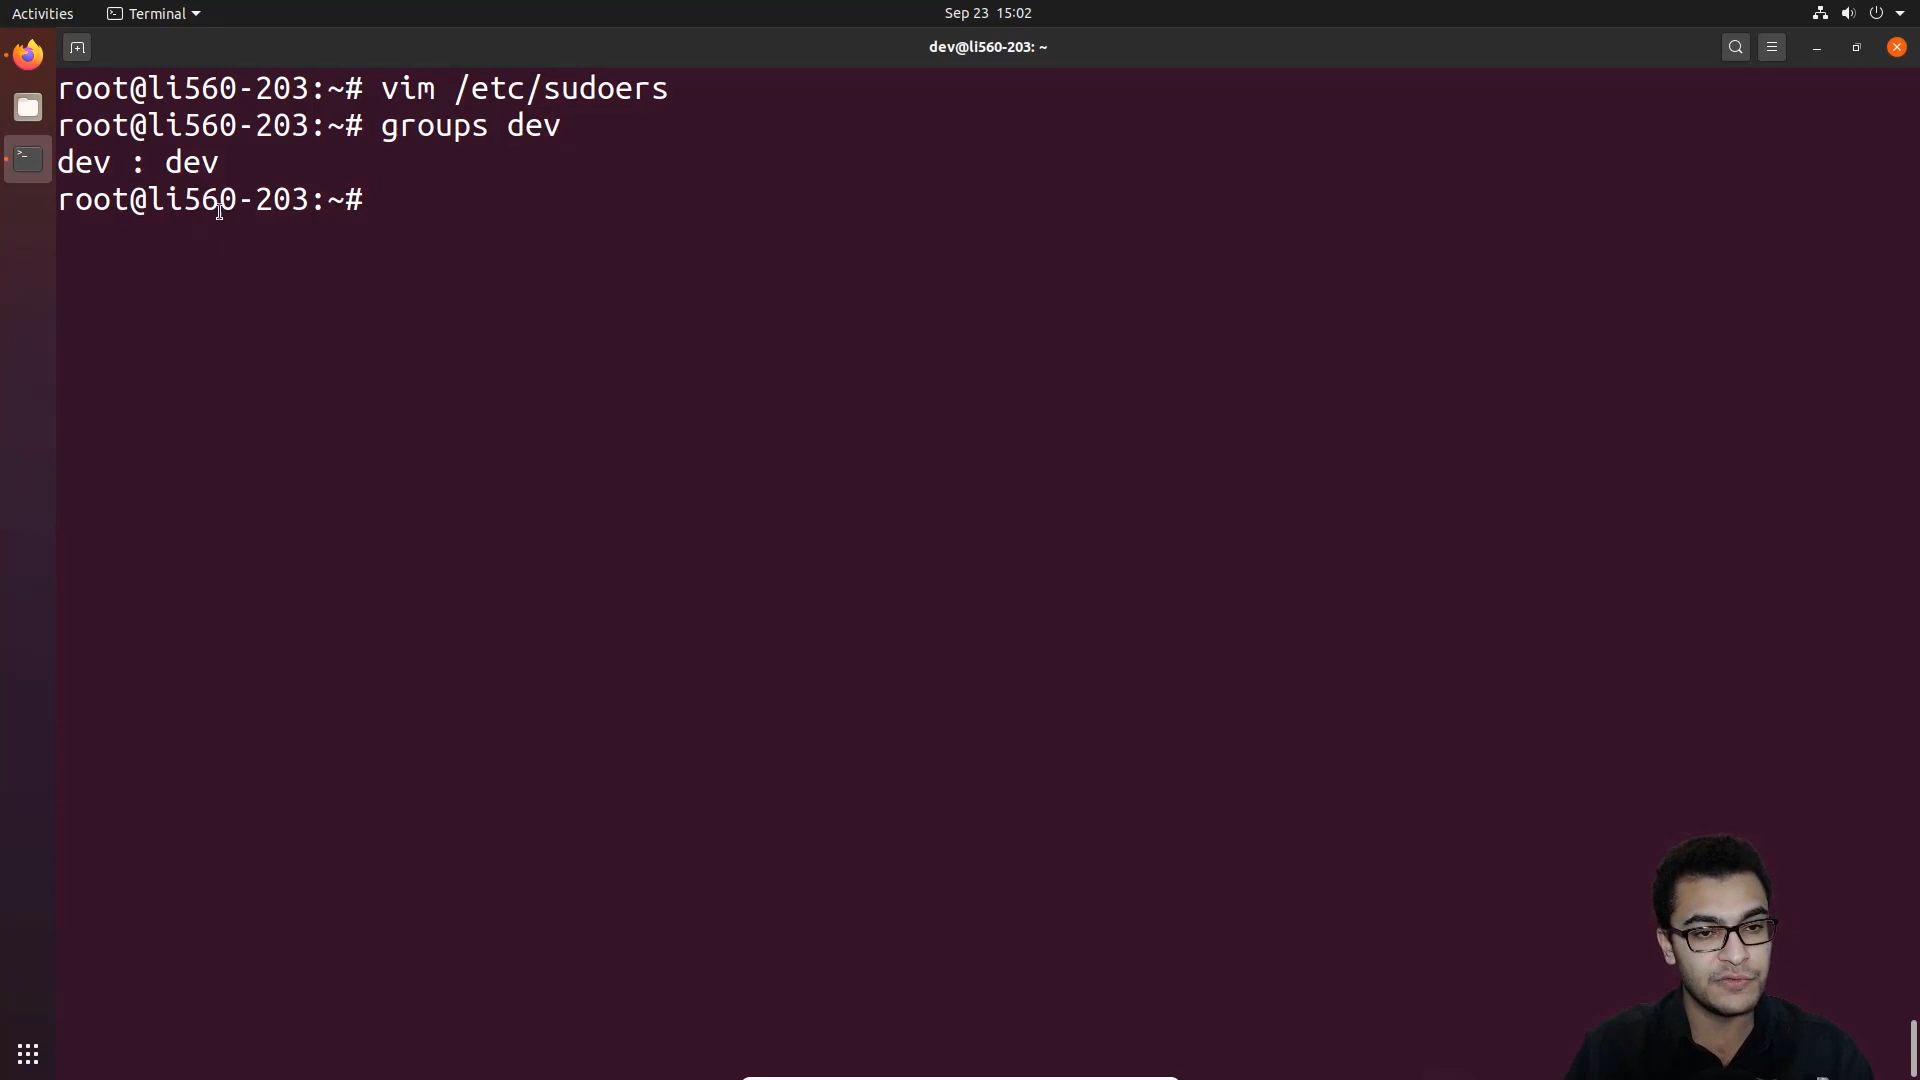 Activities
Terminal
Sep 23 15:02
dev@li560-203: ~
root@li560-203:~# vim /etc/sudoers
root@li560-203:~# groups dev
dev : dev
root@li560-203:~#